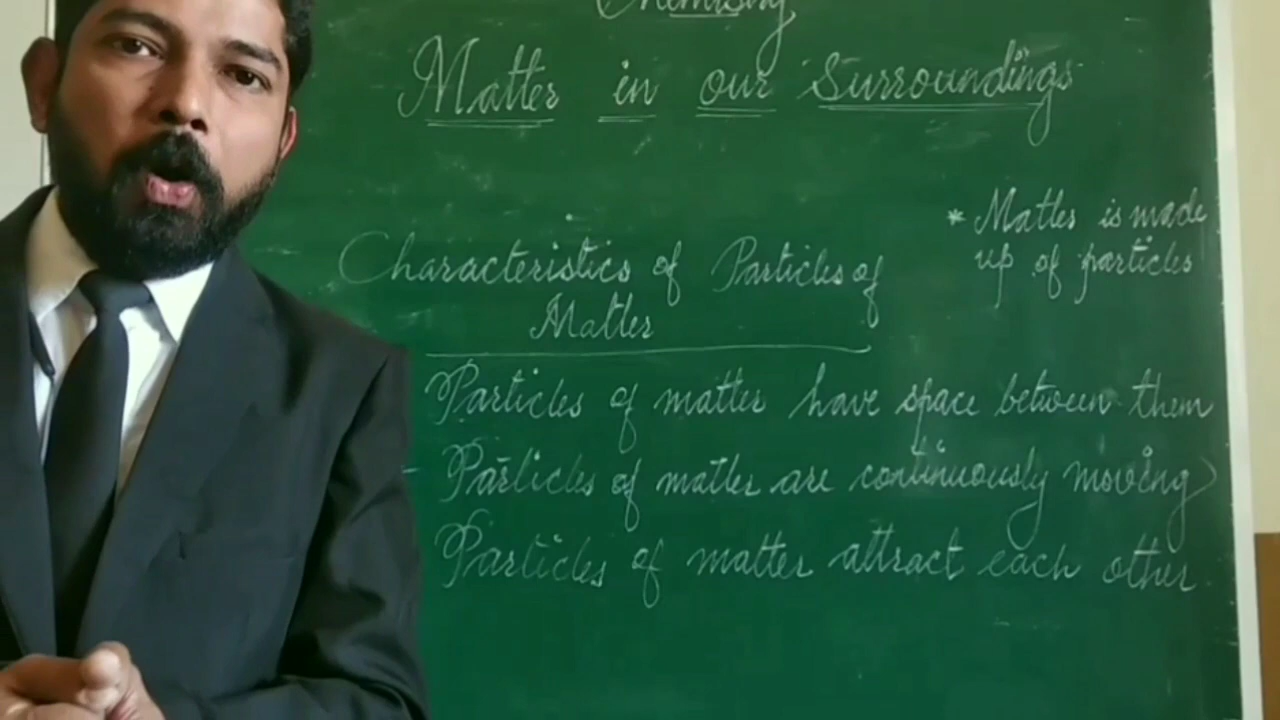 Chemistry
Matter in our Surroundings
* Matter is made
up of particles
Characteristics of Particles of
Matter
Particles of matter have space between them
- Particles of matter are continuously moving
Particles of matter attract each other